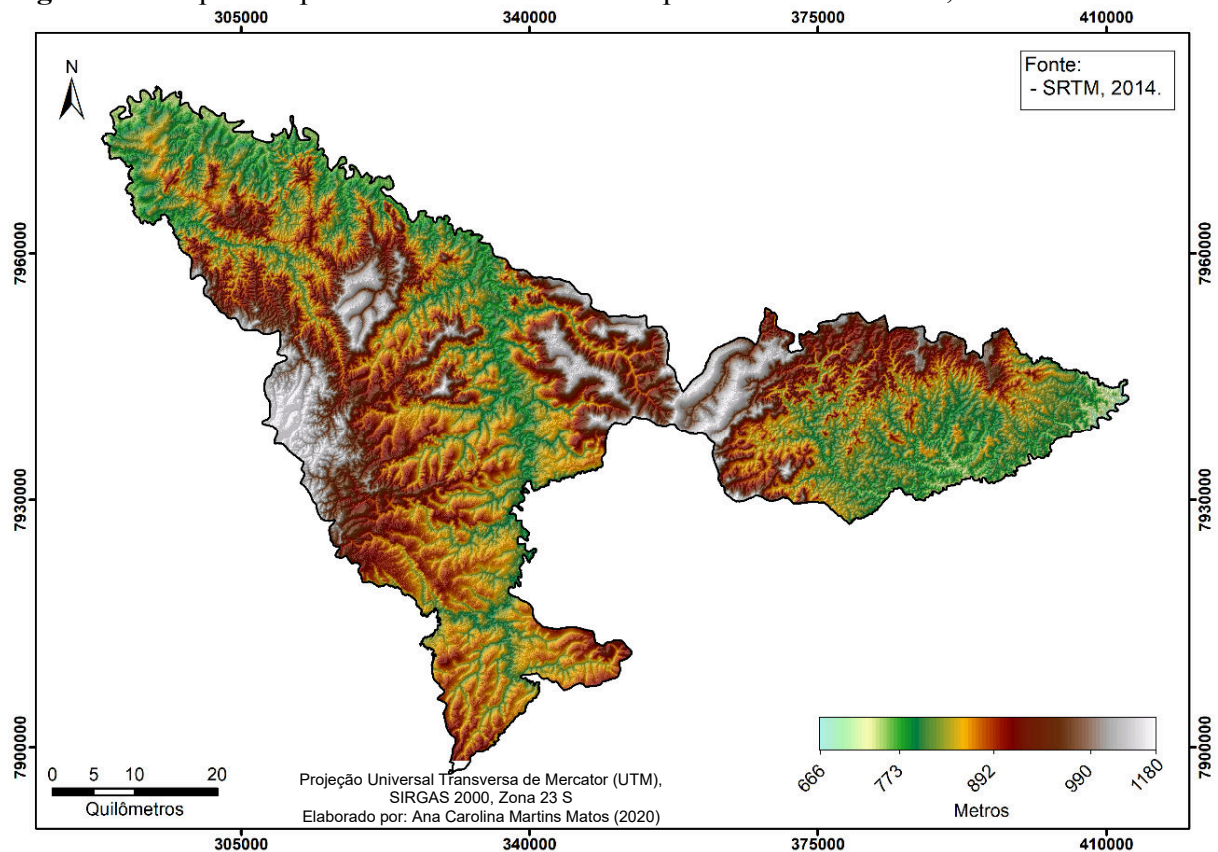 305000 340000 375000 410000
N
Fonte:
- SRTM, 2014.
7960000 7960000
7930000 7930000
7900000 7900000
666 773 892 990 1180
Metros
0 5 10 20
Quilômetros
Projeção Universal Transversa de Mercator (UTM),
SIRGAS 2000, Zona 23 S
Elaborado por: Ana Carolina Martins Matos (2020)
305000 340000 375000 410000